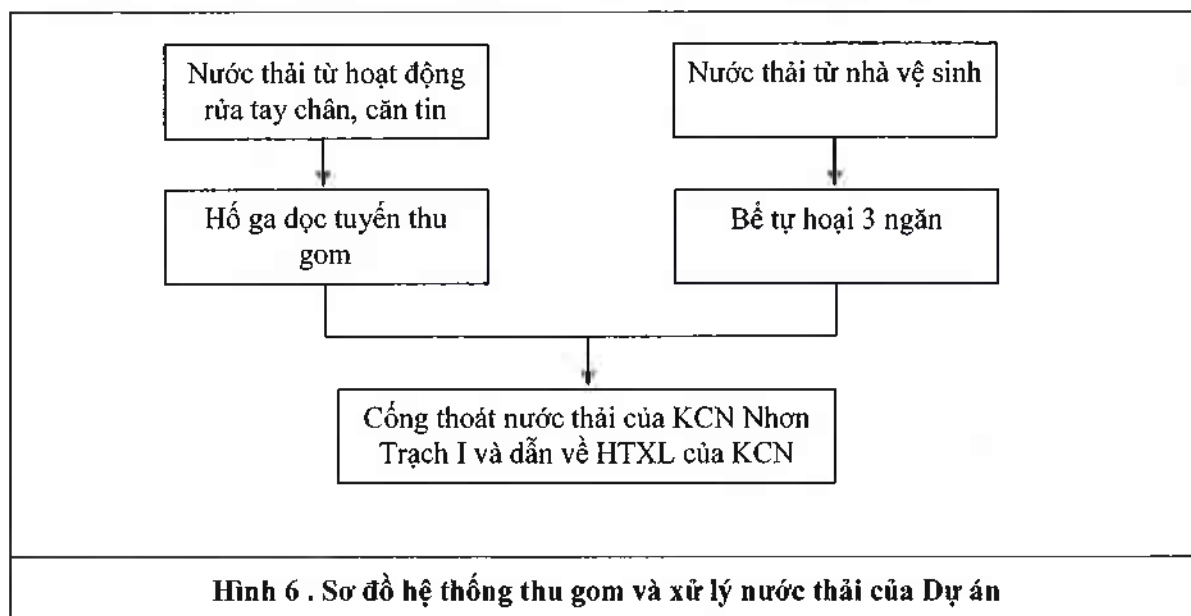 Nước thải từ hoạt động
rửa tay chân, căn tin
Nước thải từ nhà vệ sinh
Hố ga dọc tuyến thu
gom
Bể tự hoại 3 ngăn
Cống thoát nước thải của KCN Nhơn
Trạch I và dẫn về HTXL của KCN
Hình 6 . Sơ đồ hệ thống thu gom và xử lý nước thải của Dự án